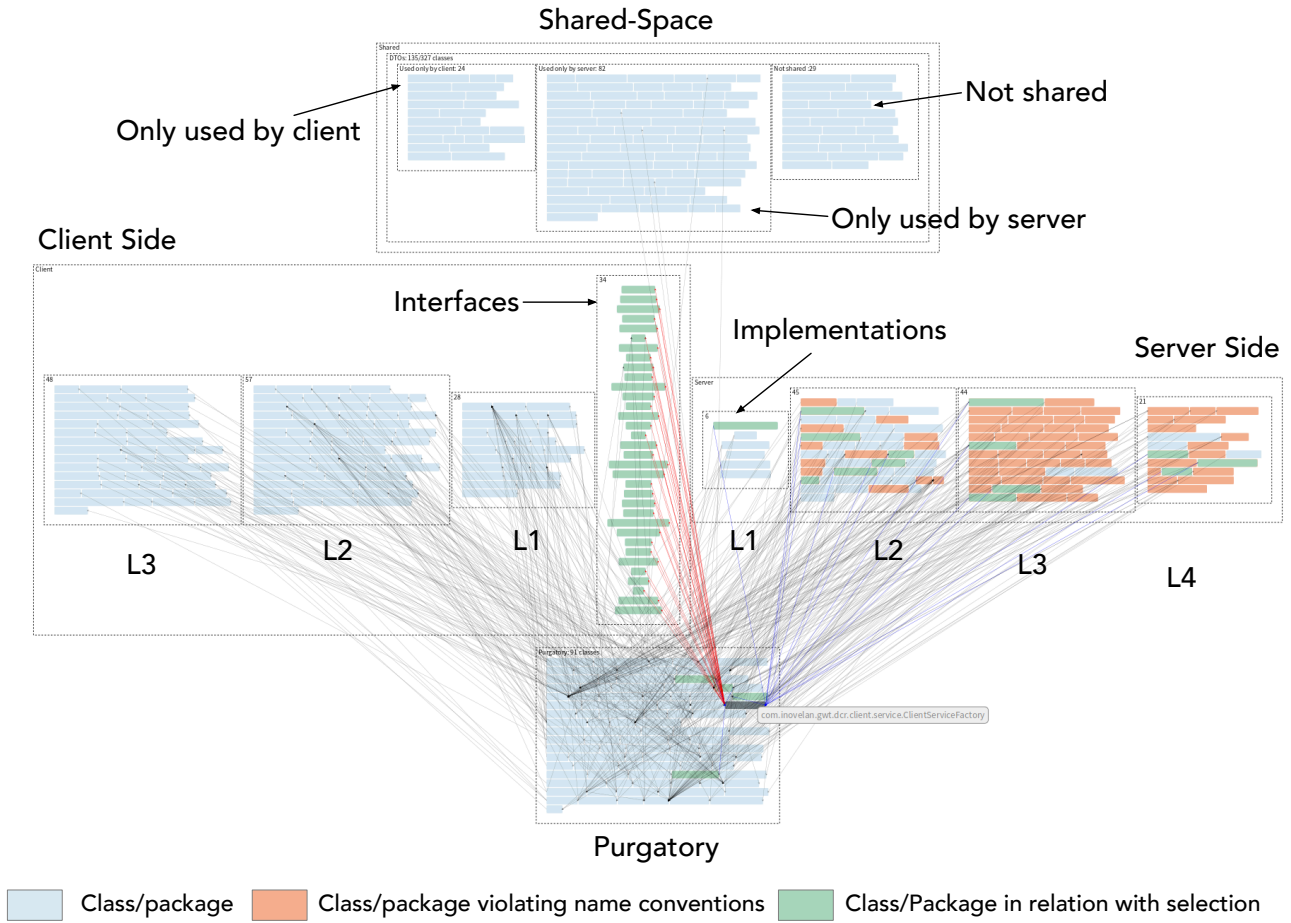 Shared-Space
Shared
DTOs: 135/327 classes
Used only by client: 24
Used only by server: 82
Not shared :29
Not shared
Only used by client
Only used by server
Client Side
Client
34
Interfaces
Implementations
Server Side
Server
48
57
28
6
45
44
21
L3
L2
L1
L1
L2
L3
L4
Purgatory: 91 classes
com.inovelan.gwt.dcr.client.service.ClientServiceFactory
Purgatory
Class/package
Class/package violating name conventions
Class/Package in relation with selection